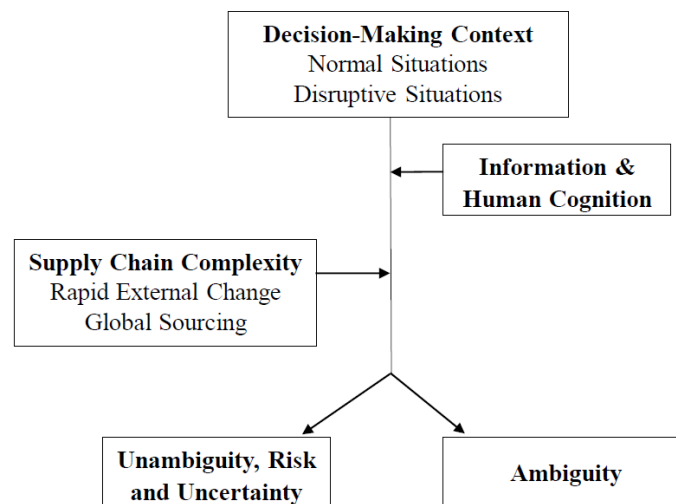 Decision-Making Context
Normal Situations
Disruptive Situations
Information &
Human Cognition
Supply Chain Complexity
Rapid External Change
Global Sourcing
Unambiguity, Risk
and Uncertainty
Ambiguity